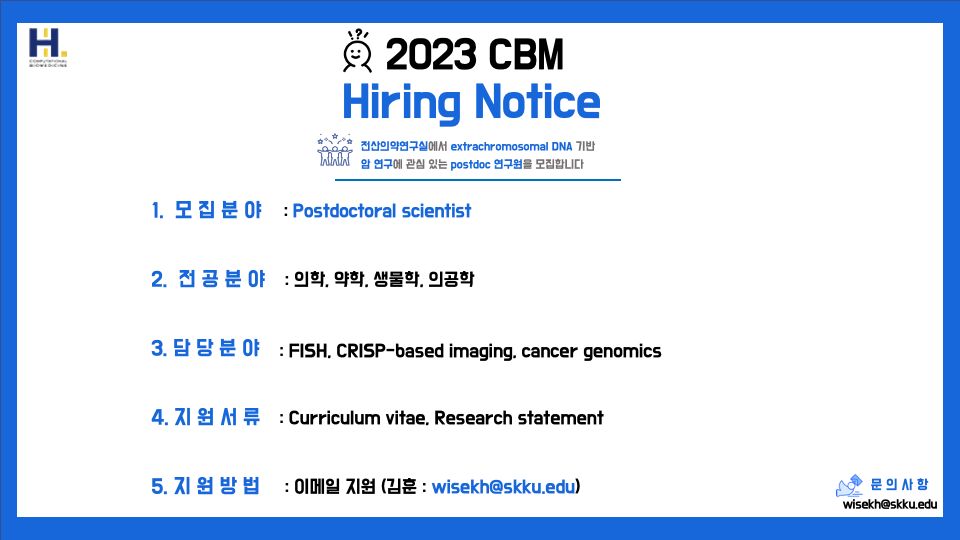 H.
COMPUTATIONAL
BIOMEDICINE
2023 CBM
Hiring Notice
전산의약연구실에서 extrachromosomal DNA 기반
암 연구에 관심 있는 postdoc 연구원을 모집합니다
1. 모 집 분 야 : Postdoctoral scientist
2. 전 공 분 야 : 의학, 약학, 생물학, 의공학
3. 담 당 분 야 : FISH, CRISP-based imaging, cancer genomics
4. 지 원 서 류 : Curriculum vitae, Research statement
5. 지 원 방 법 : 이메일 지원 (김훈 : wisekh@skku.edu)
문 의 사 항
wisekh@skku.edu